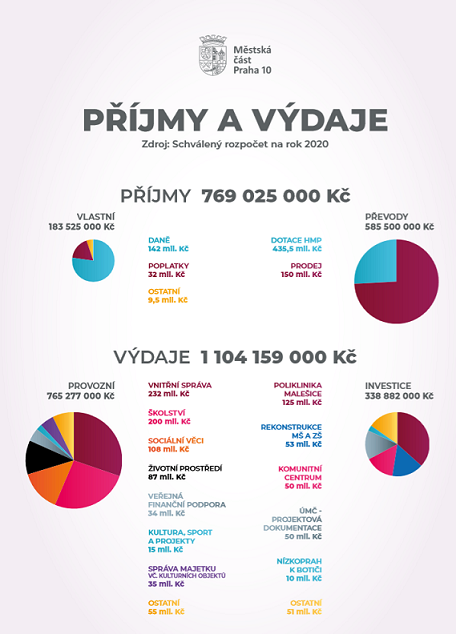 Městská
část
Praha 10
PŘÍJMY A VÝDAJE
Zdroj: Schválený rozpočet na rok 2020
PŘÍJMY 769 025 000 Kč
VLASTNÍ
183 525 000 Kč
DANĚ
142 mil. Kč
POPLATKY
32 mil. Kč
OSTATNÍ
9,5 mil. Kč
DOTACE HMP
435,5 mil. Kč
PRODEJ
150 mil. Kč
PŘEVODY
585 500 000 Kč
VÝDAJE 1 104 159 000 Kč
PROVOZNÍ
765 277 000 Kč
VNITŘNÍ SPRÁVA
232 mil. Kč
ŠKOLSTVÍ
200 mil. Kč
SOCIÁLNÍ VĚCI
108 mil. Kč
ŽIVOTNÍ PROSTŘEDÍ
87 mil. Kč
VEŘEJNÁ
FINANČNÍ PODPORA
34 mil. Kč
KULTURA, SPORT
A PROJEKTY
15 mil. Kč
SPRÁVA MAJETKU
VČ. KULTURNÍCH OBJEKTŮ
35 mil. Kč
OSTATNÍ
55 mil. Kč
POLIKLINIKA
MALEŠICE
125 mil. Kč
REKONSTRUKCE
MŠ A ZŠ
53 mil. Kč
KOMUNITNÍ
CENTRUM
50 mil. Kč
ÚMČ -
PROJEKTOVÁ
DOKUMENTACE
50 mil. Kč
NÍZKOPRAH
K BOTIČI
10 mil. Kč
OSTATNÍ
51 mil. Kč
INVESTICE
338 882 000 Kč